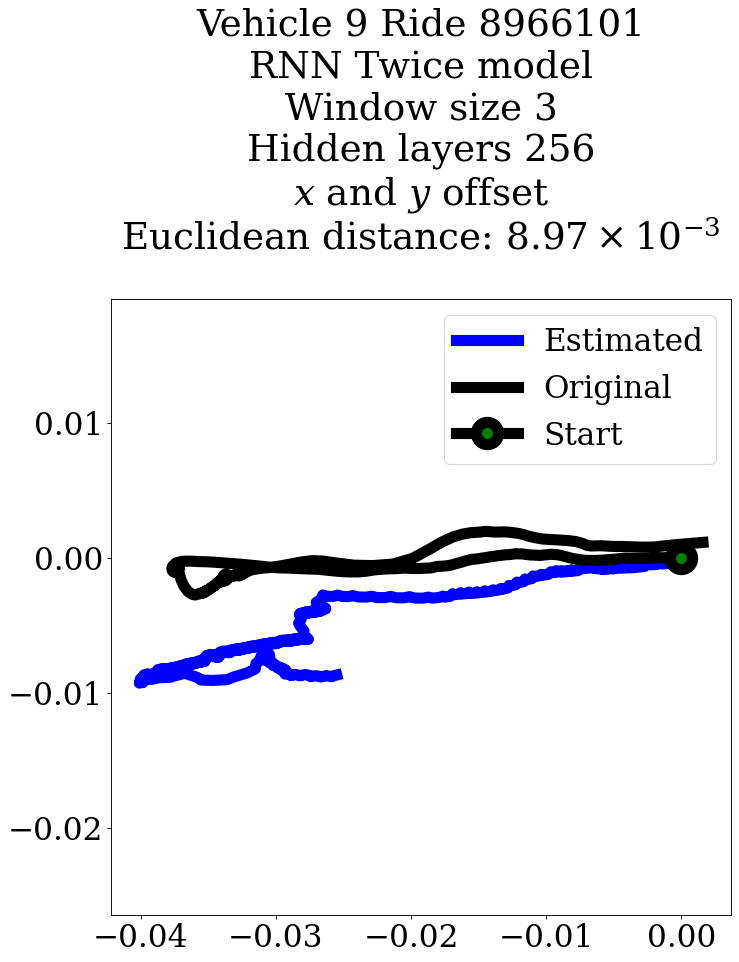 Vehicle 9 Ride 8966101
RNN Twice model
Window size 3
Hidden layers 256
x and y offset
Euclidean distance: 8.97 × 10⁻³
Estimated
Original
Start
0.01
0.00
−0.01
−0.02
−0.04 −0.03 −0.02 −0.01 0.00